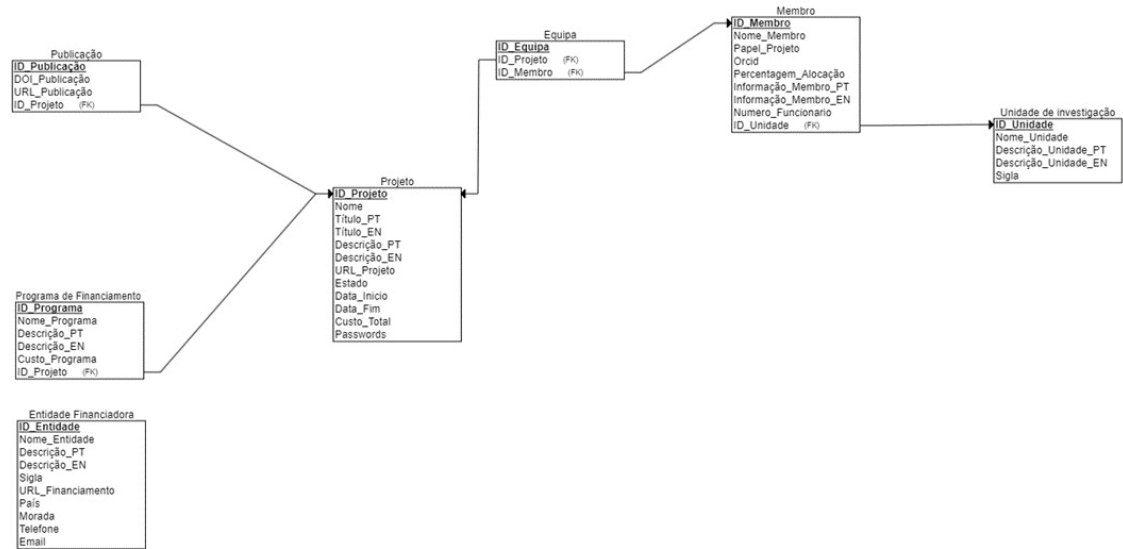 Publicação
ID_Publicação
DOI_Publicação
URL_Publicação
ID_Projeto (FK)
Equipa
ID_Equipa
ID_Projeto (FK)
ID_Membro (FK)
Membro
ID_Membro
Nome_Membro
Papel_Projeto
Orcid
Percentagem_Alocação
Informação_Membro_PT
Informação_Membro_EN
Numero_Funcionario
ID_Unidade (FK)
Unidade de investigação
ID_Unidade
Nome_Unidade
Descrição_Unidade_PT
Descrição_Unidade_EN
Sigla
Projeto
ID_Projeto
Nome
Título_PT
Título_EN
Descrição_PT
Descrição_EN
URL_Projeto
Estado
Data_Inicio
Data_Fim
Custo_Total
Passwords
Programa de Financiamento
ID_Programa
Nome_Programa
Descrição_PT
Descrição_EN
Custo_Programa
ID_Projeto (FK)
Entidade Financiadora
ID_Entidade
Nome_Entidade
Descrição_PT
Descrição_EN
Sigla
URL_Financiamento
País
Morada
Telefone
Email